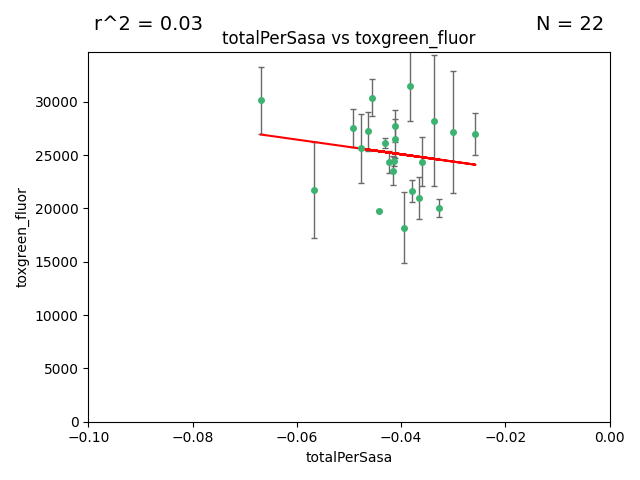 r^2 = 0.03
N = 22
totalPerSasa vs toxgreen_fluor
toxgreen_fluor
30000
25000
20000
15000
10000
5000
0
−0.10
−0.08
−0.06
−0.04
−0.02
0.00
totalPerSasa